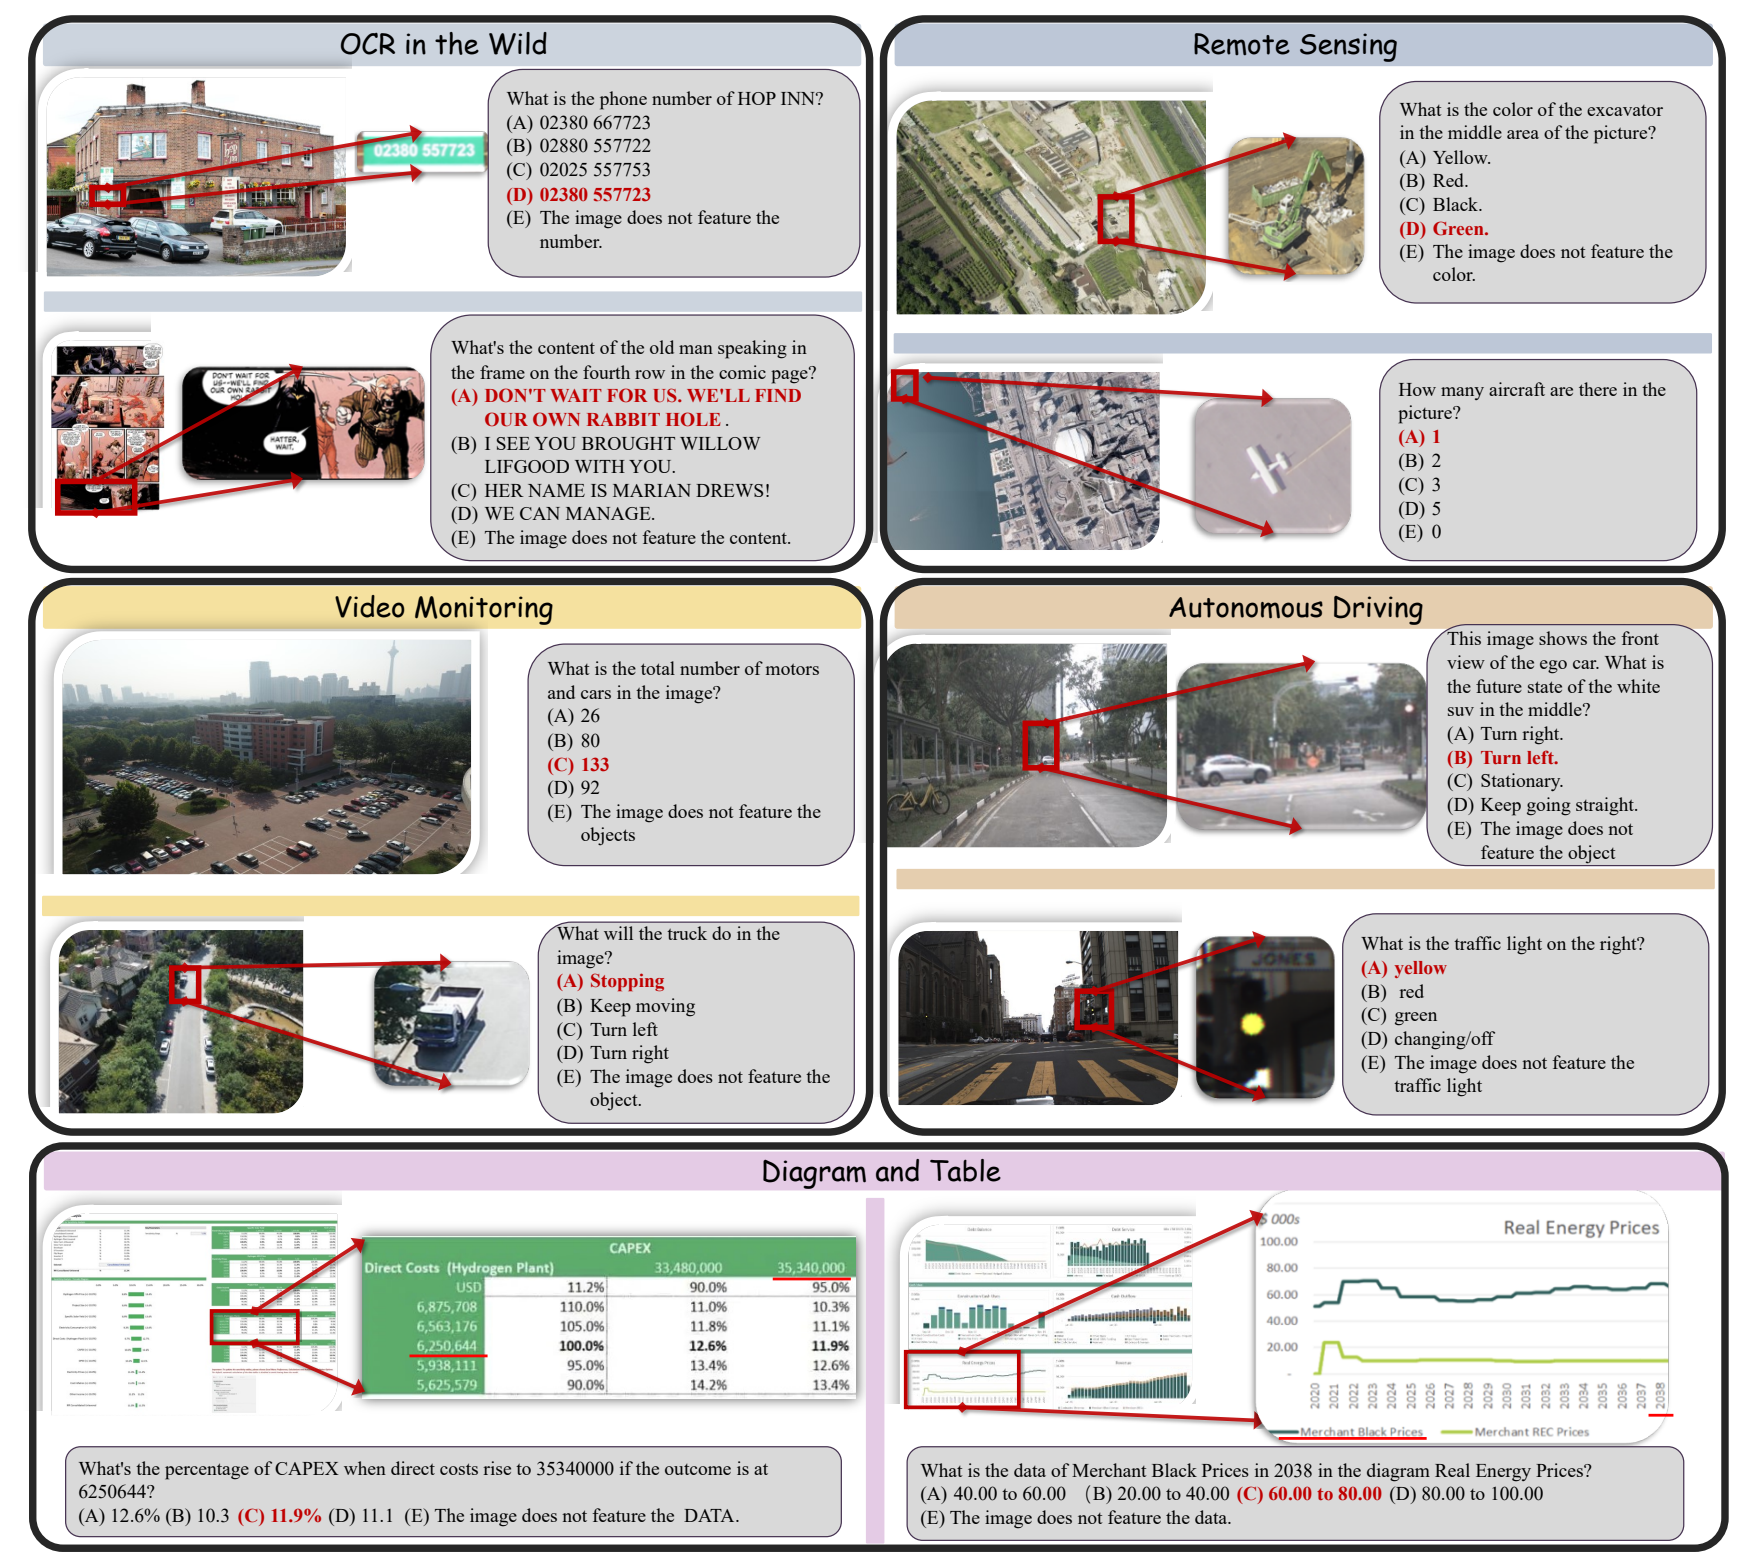 OCR in the Wild
02380 557723
What is the phone number of HOP INN?
(A) 02380 667723
(B) 02880 557722
(C) 02025 557753
(D) 02380 557723
(E) The image does not feature the
number.
DON'T WAIT FOR
US--WE'LL FIND
OUR OWN RABBIT
HOLE.
HATTER,
WAIT.
What's the content of the old man speaking in
the frame on the fourth row in the comic page?
(A) DON'T WAIT FOR US. WE'LL FIND
OUR OWN RABBIT HOLE .
(B) I SEE YOU BROUGHT WILLOW
LIFGOOD WITH YOU.
(C) HER NAME IS MARIAN DREWS!
(D) WE CAN MANAGE.
(E) The image does not feature the content.
Remote Sensing
What is the color of the excavator
in the middle area of the picture?
(A) Yellow.
(B) Red.
(C) Black.
(D) Green.
(E) The image does not feature the
color.
How many aircraft are there in the
picture?
(A) 1
(B) 2
(C) 3
(D) 5
(E) 0
Video Monitoring
What is the total number of motors
and cars in the image?
(A) 26
(B) 80
(C) 133
(D) 92
(E) The image does not feature the
objects
What will the truck do in the
image?
(A) Stopping
(B) Keep moving
(C) Turn left
(D) Turn right
(E) The image does not feature the
object.
Autonomous Driving
This image shows the front
view of the ego car. What is
the future state of the white
suv in the middle?
(A) Turn right.
(B) Turn left.
(C) Stationary.
(D) Keep going straight.
(E) The image does not
feature the object
JONES
What is the traffic light on the right?
(A) yellow
(B) red
(C) green
(D) changing/off
(E) The image does not feature the
traffic light
Diagram and Table
CAPEX
Direct Costs (Hydrogen Plant) 33,480,000 35,340,000
USD 11.2% 90.0% 95.0%
6,875,708 110.0% 11.0% 10.3%
6,563,176 105.0% 11.8% 11.1%
6,250,644 100.0% 12.6% 11.9%
5,938,111 95.0% 13.4% 12.6%
5,625,579 90.0% 14.2% 13.4%
What's the percentage of CAPEX when direct costs rise to 35340000 if the outcome is at
6250644?
(A) 12.6% (B) 10.3 (C) 11.9% (D) 11.1 (E) The image does not feature the DATA.
Debt Balance
Debt Service
Construction Cash Flows
Cash Outflow
Real Energy Prices
Revenue
$ 000s
Real Energy Prices
100.00
80.00
60.00
40.00
20.00
-
2020 2021 2022 2023 2024 2025 2026 2027 2028 2029 2030 2031 2032 2033 2034 2035 2036 2037 2038
Merchant Black Prices Merchant REC Prices
What is the data of Merchant Black Prices in 2038 in the diagram Real Energy Prices?
(A) 40.00 to 60.00 (B) 20.00 to 40.00 (C) 60.00 to 80.00 (D) 80.00 to 100.00
(E) The image does not feature the data.